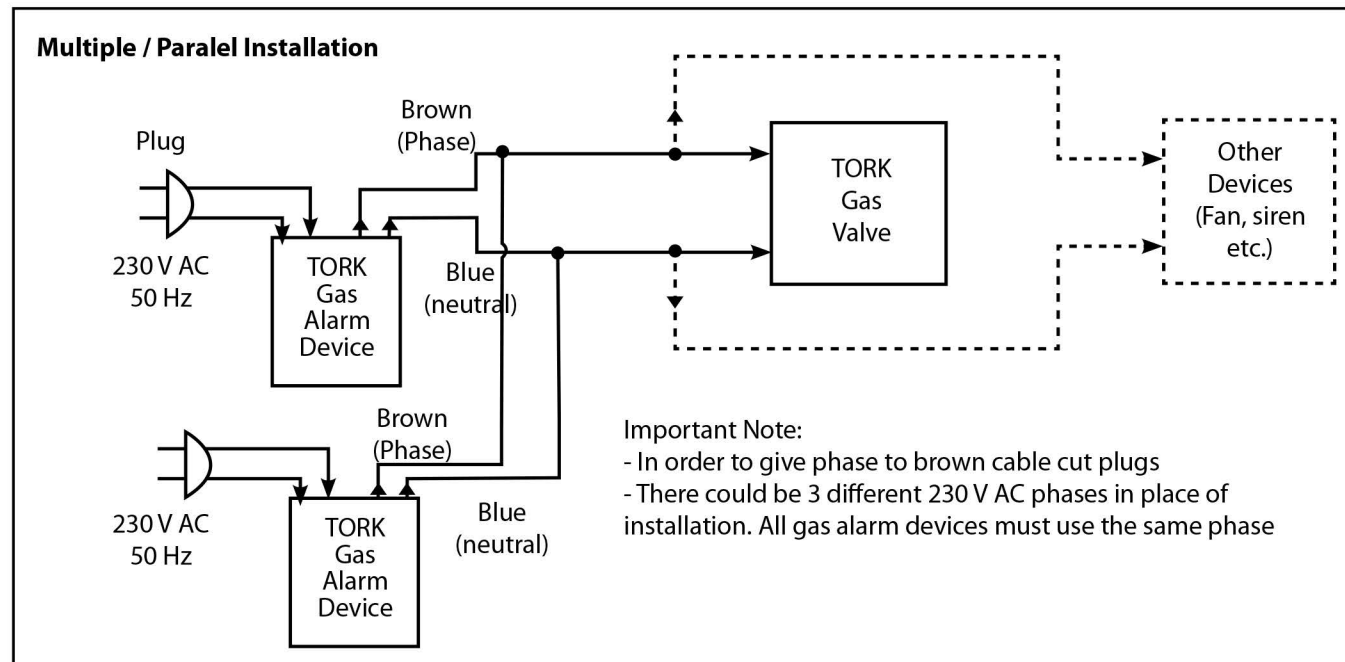 Multiple / Paralel Installation
Plug
230 V AC
50 Hz
TORK
Gas
Alarm
Device
Brown
(Phase)
Blue
(neutral)
TORK
Gas
Valve
Other
Devices
(Fan, siren
etc.)
230 V AC
50 Hz
TORK
Gas
Alarm
Device
Brown
(Phase)
Blue
(neutral)
Important Note:
- In order to give phase to brown cable cut plugs
- There could be 3 different 230 V AC phases in place of
installation. All gas alarm devices must use the same phase